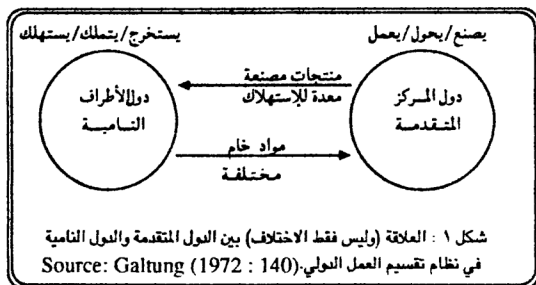 يصنع/يحول/يعمل
يستخرج/يتملك/يستهلك
دول المركز
المتقدمة
منتجات مصنعة
معدة للإستهلاك
دول الأطراف
النامية
مواد خام
مختلفة
شكل ١ : العلاقة (وليس فقط الاختلاف) بين الدول المتقدمة والدول النامية
في نظام تقسيم العمل الدولي. Source: Galtung (1972 : 140)